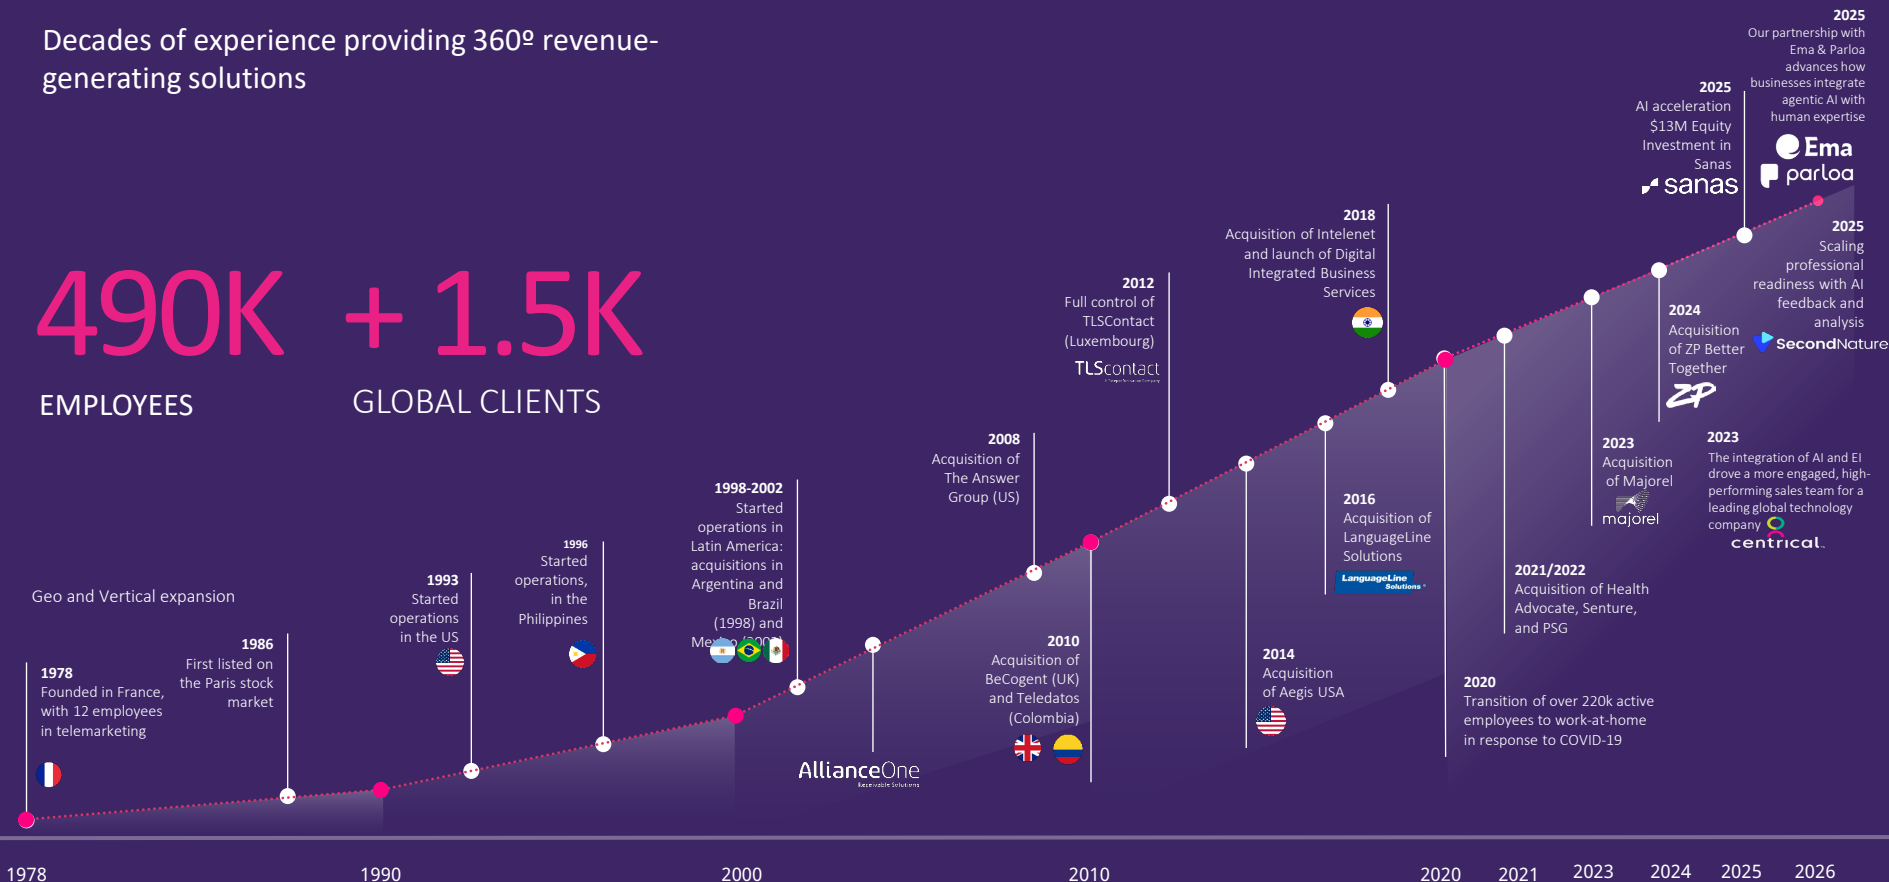 Decades of experience providing 360º revenue-
generating solutions
490K
EMPLOYEES
+ 1.5K
GLOBAL CLIENTS
Geo and Vertical expansion
1978
Founded in France,
with 12 employees
in telemarketing
1986
First listed on
the Paris stock
market
1993
Started
operations
in the US
1996
Started
operations,
in the
Philippines
1998-2002
Started
operations in
Latin America:
acquisitions in
Argentina and
Brazil
(1998) and
AllianceOne
Receivable Solutions
2008
Acquisition of
The Answer
Group (US)
2010
Acquisition of
BeCogent (UK)
and Teledatos
(Colombia)
2012
Full control of
TLSContact
(Luxembourg)
TLScontact
2014
Acquisition
of Aegis USA
2016
Acquisition of
LanguageLine
Solutions
LanguageLine
Solutions
2018
Acquisition of Intelenet
and launch of Digital
Integrated Business
Services
2020
Transition of over 220k active
employees to work-at-home
in response to COVID-19
2021/2022
Acquisition of Health
Advocate, Senture,
and PSG
2023
Acquisition
of Majorel
majorel
2023
The integration of AI and EI
drove a more engaged, high-
performing sales team for a
leading global technology
company
centrical
2024
Acquisition
of ZP Better
Together
ZP
2025
AI acceleration
$13M Equity
Investment in
Sanas
sanas
2025
Our partnership with
Ema & Parloa
advances how
businesses integrate
agentic AI with
human expertise
Ema
parloa
2025
Scaling
professional
readiness with AI
feedback and
analysis
SecondNature
1978
1990
2000
2010
2020
2021
2023
2024
2025
2026